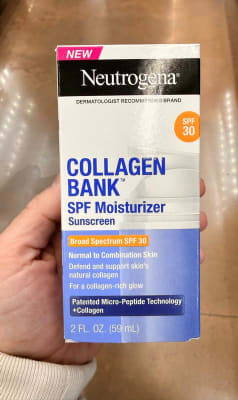 NEW
Neutrogena
DERMATOLOGIST RECOMMENDED BRAND
SPF
30
COLLAGEN
BANK™
SPF Moisturizer
Sunscreen
Broad Spectrum SPF 30
Normal to Combination Skin
Defend and support skin's
natural collagen
For a collagen-rich glow
Patented Micro-Peptide Technology
+Collagen
2 FL. OZ. (59 mL)